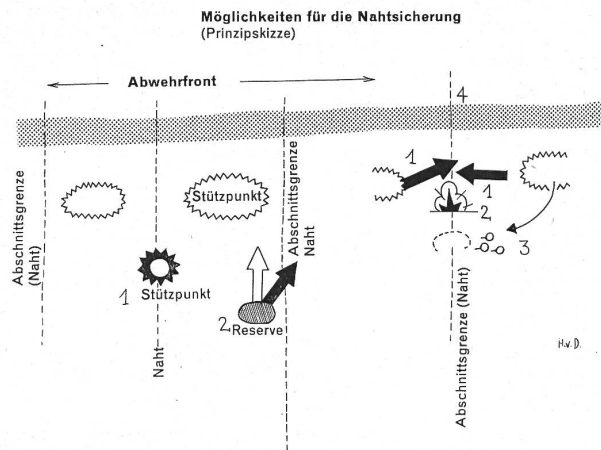 Möglichkeiten für die Nahtsicherung
(Prinzipskizze)
Abwehrfront
4
Abschnittsgrenze
(Naht)
Stützpunkt
Abschnittsgrenze
Naht
1
1
2
3
1 Stützpunkt
2 Reserve
Naht
Abschnittsgrenze (Naht)
H.v.D.